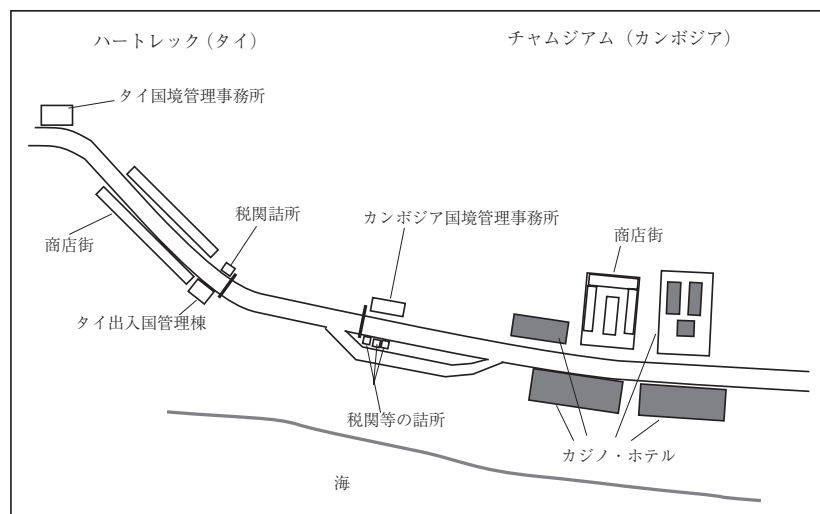 ハートレック（タイ）
チャムジアム（カンボジア）
タイ国境管理事務所
税関詰所
カンボジア国境管理事務所
商店街
商店街
タイ出入国管理棟
税関等の詰所
カジノ・ホテル
海